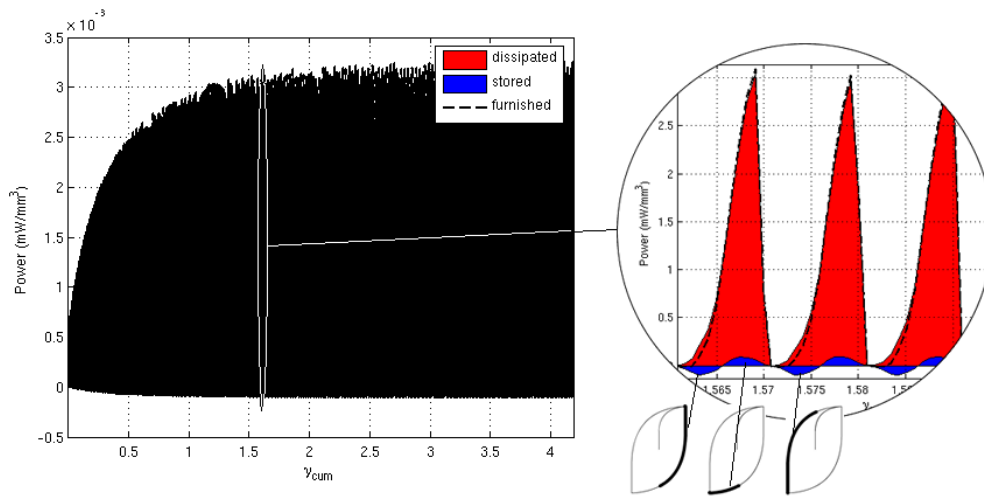 × 10⁻³
3.5
3
2.5
2
1.5
1
0.5
0
-0.5
Power (mW/mm³)
0.5 1 1.5 2 2.5 3 3.5 4
γcum
dissipated
stored
furnished
2.5
2
1.5
1
0.5
Power (mW/mm³)
1.565 1.57 1.575 1.58
γ